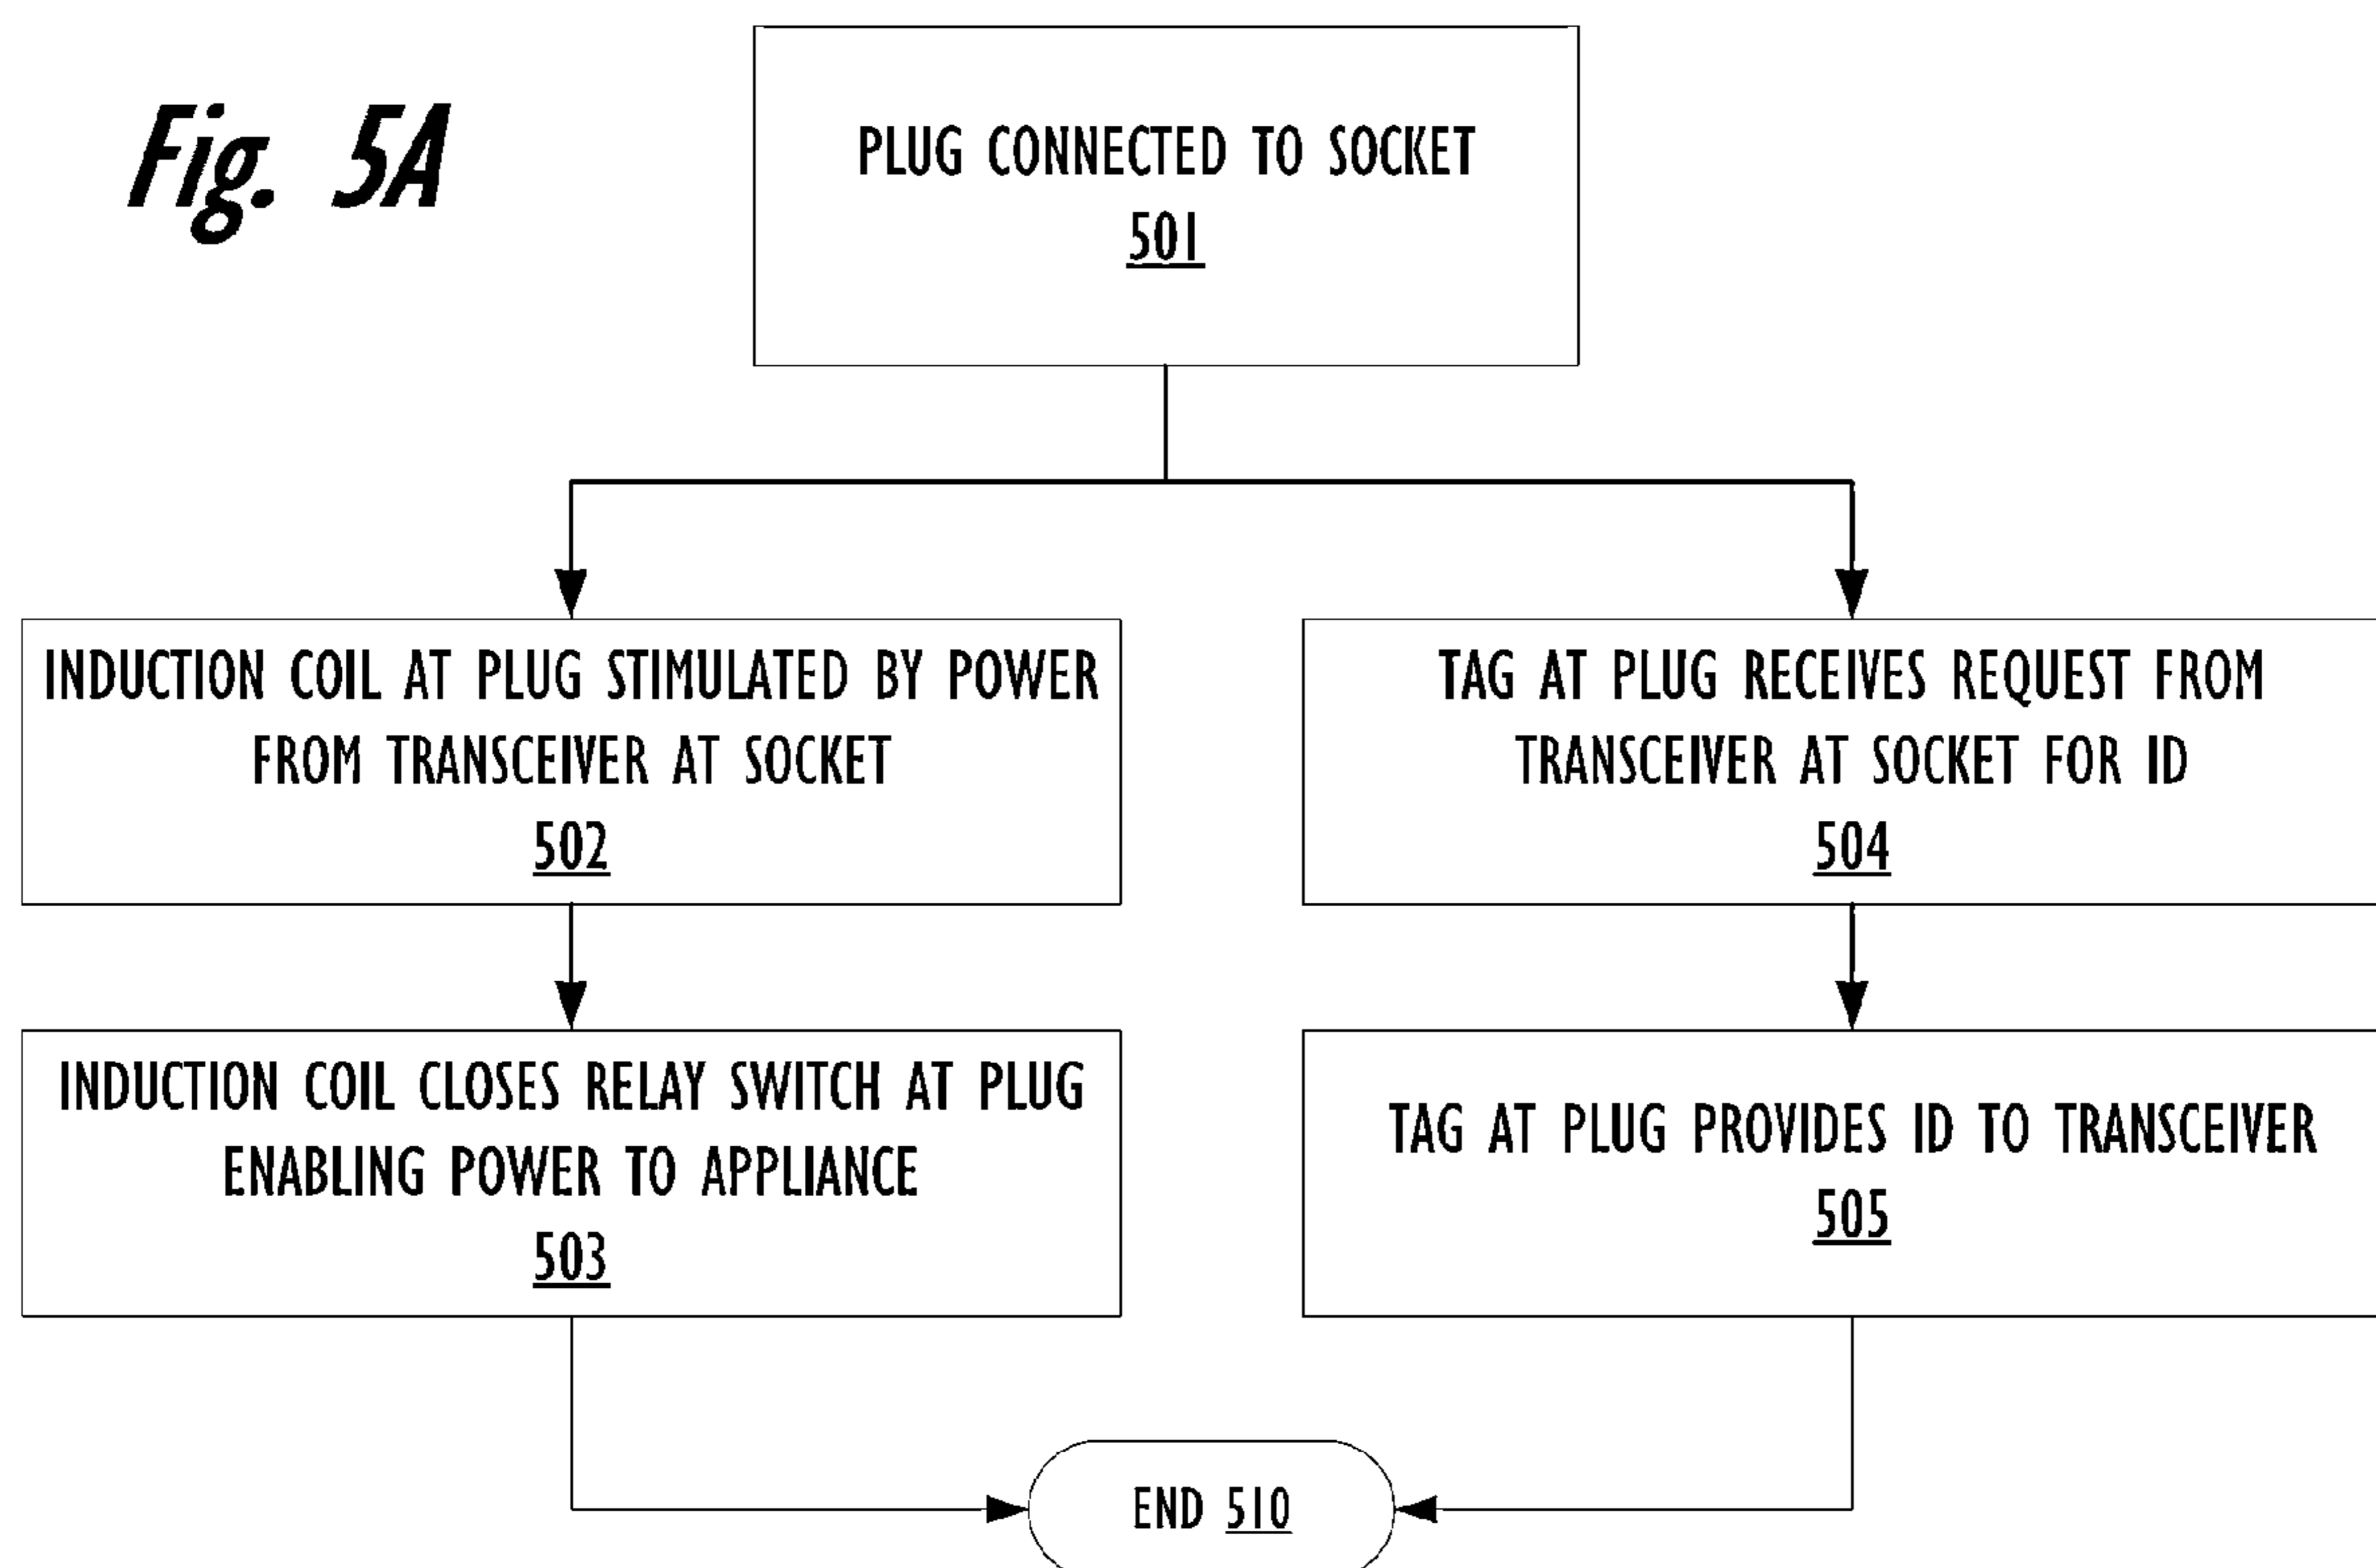 Fig. 5A
PLUG CONNECTED TO SOCKET
501
INDUCTION COIL AT PLUG STIMULATED BY POWER
FROM TRANSCEIVER AT SOCKET
502
TAG AT PLUG RECEIVES REQUEST FROM
TRANSCEIVER AT SOCKET FOR ID
504
INDUCTION COIL CLOSES RELAY SWITCH AT PLUG
ENABLING POWER TO APPLIANCE
503
TAG AT PLUG PROVIDES ID TO TRANSCEIVER
505
END 510